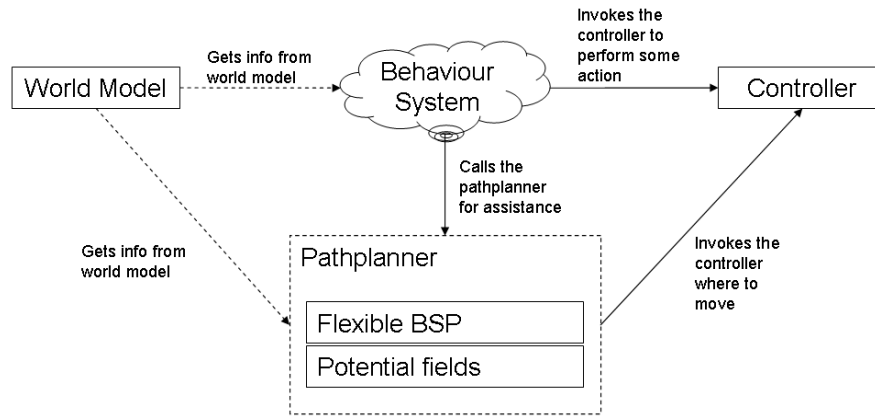 Invokes the
controller to
perform some
action
Gets info from
world model
World Model
Behaviour
System
Controller
Calls the
pathplanner
for assistance
Gets info from
world model
Pathplanner
Invokes the
controller
where to
move
Flexible BSP
Potential fields